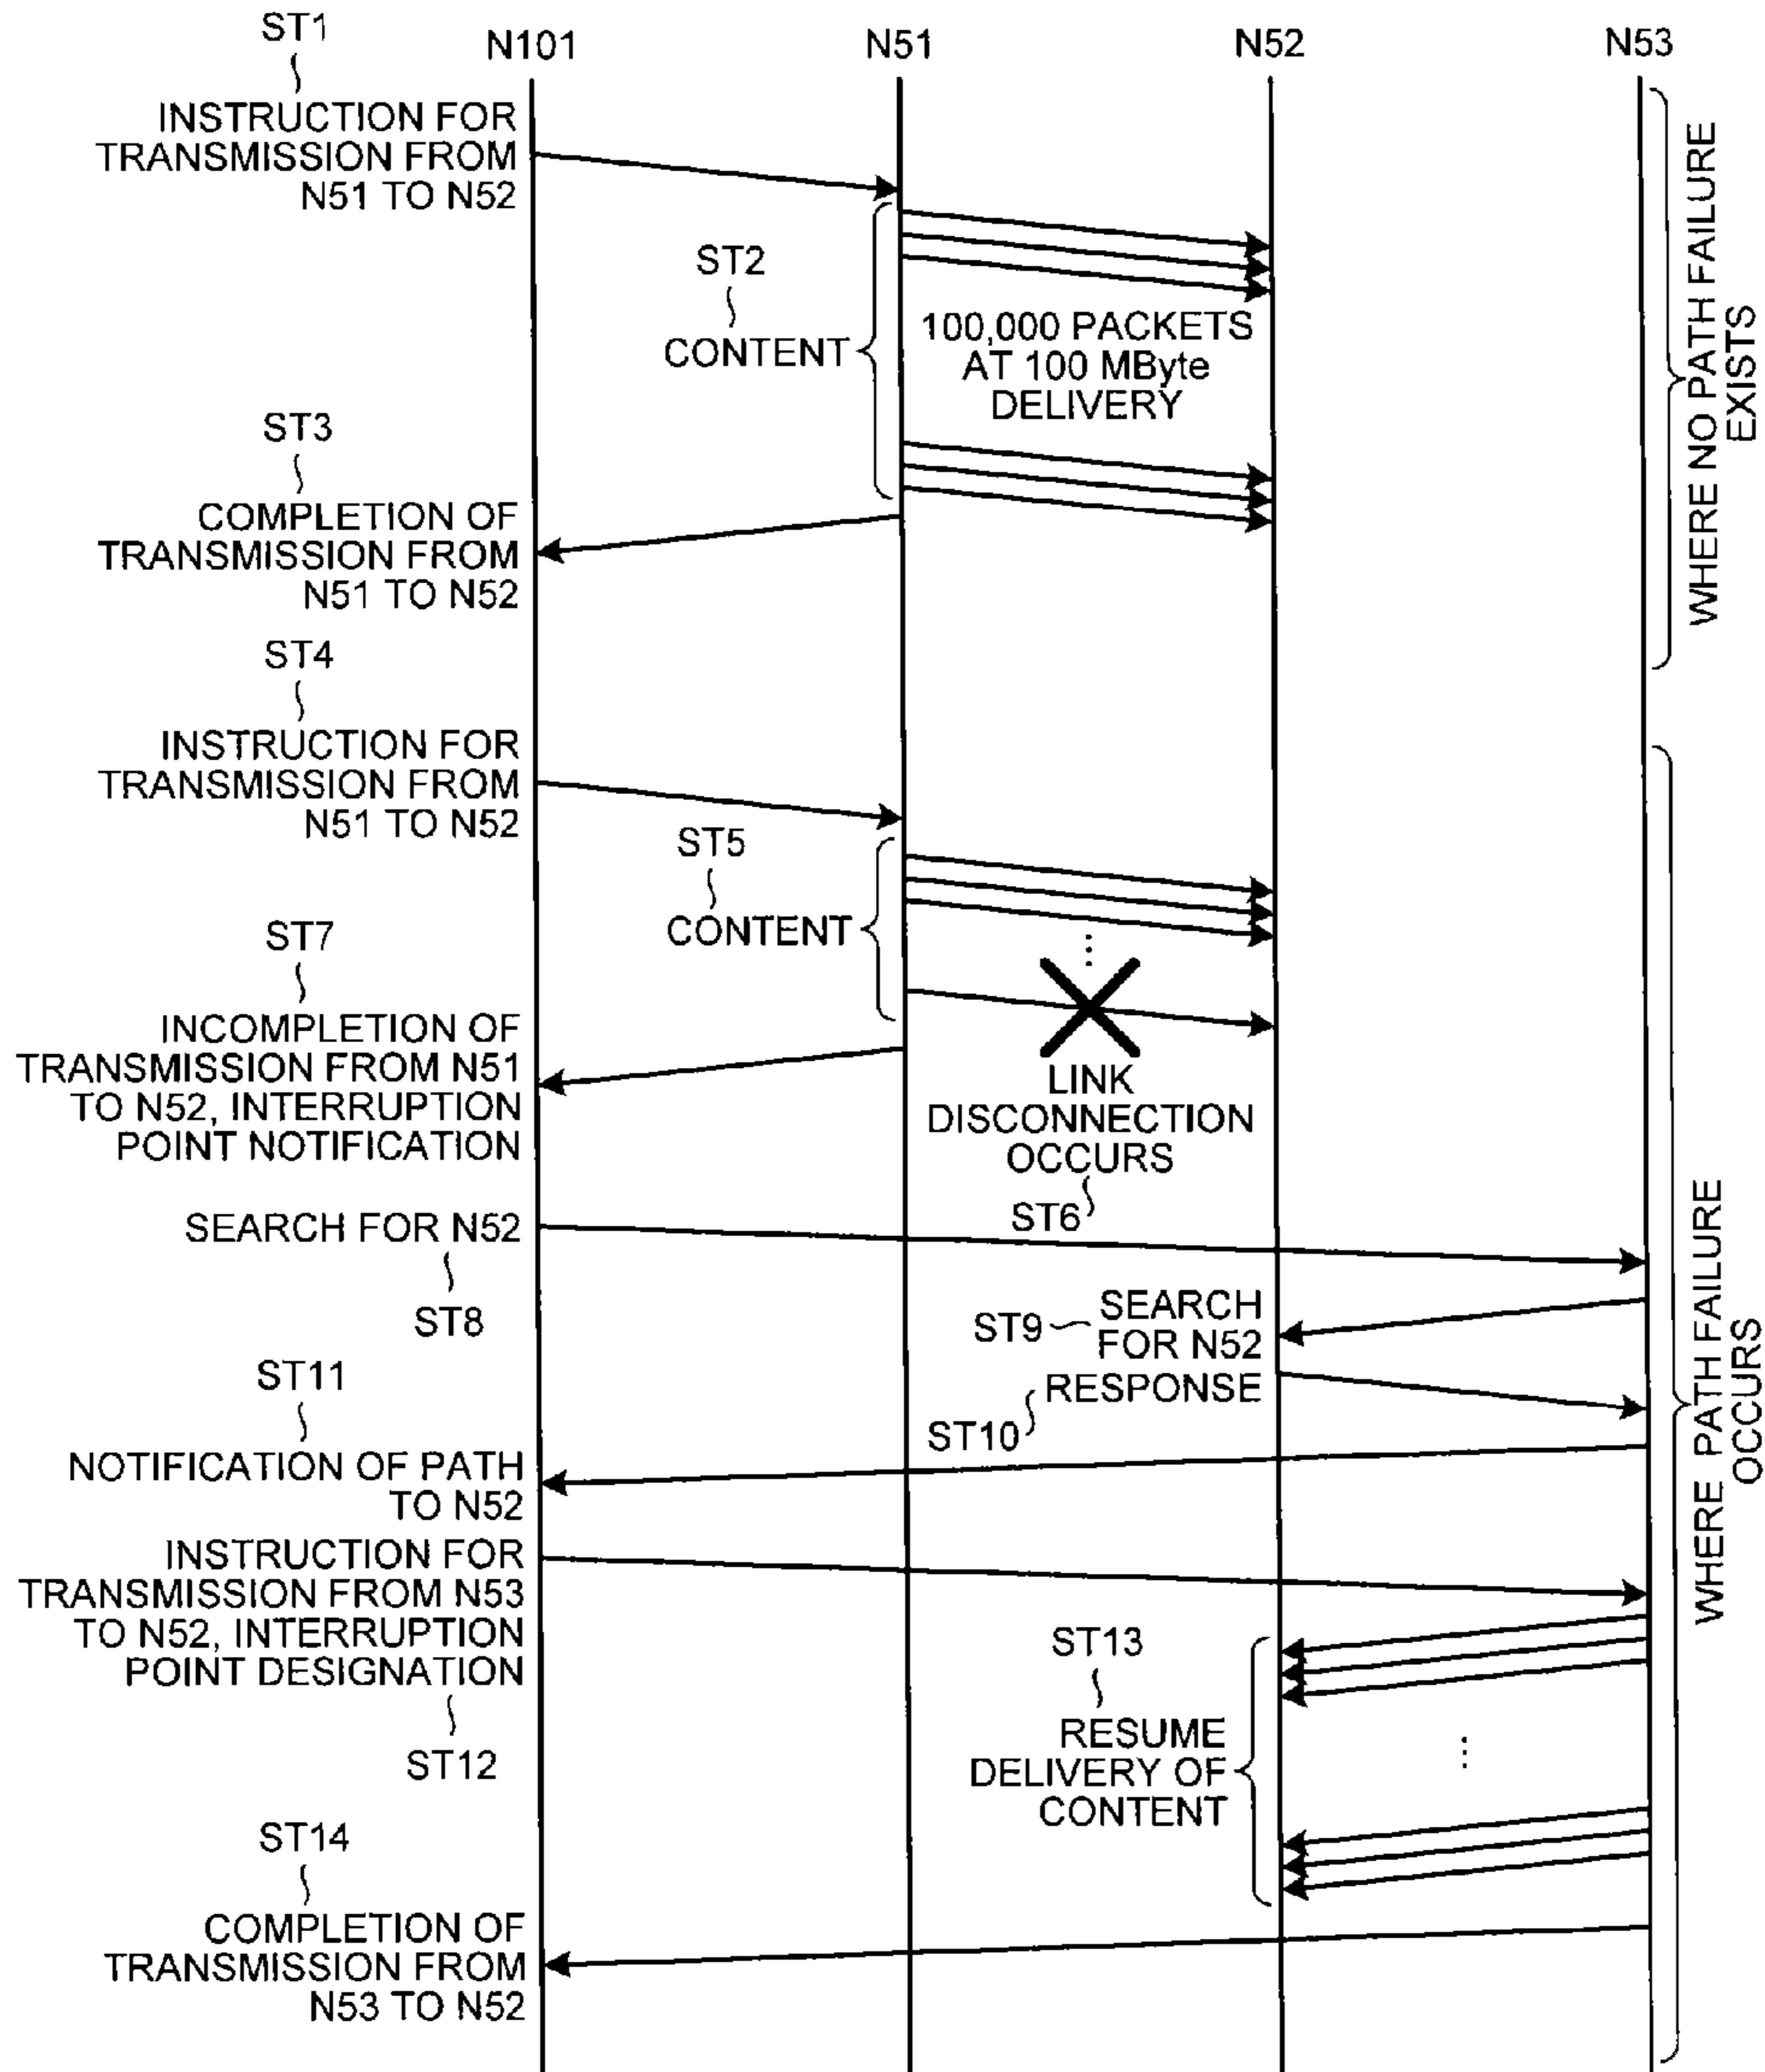 ST1
N101
N51
N52
N53
INSTRUCTION FOR
TRANSMISSION FROM
N51 TO N52
ST2
CONTENT
100,000 PACKETS
AT 100 MByte
DELIVERY
WHERE NO PATH FAILURE
EXISTS
ST3
COMPLETION OF
TRANSMISSION FROM
N51 TO N52
ST4
INSTRUCTION FOR
TRANSMISSION FROM
N51 TO N52
ST5
CONTENT
ST7
INCOMPLETION OF
TRANSMISSION FROM N51
TO N52, INTERRUPTION
POINT NOTIFICATION
LINK
DISCONNECTION
OCCURS
ST6
SEARCH FOR N52
ST8
ST9
SEARCH
FOR N52
RESPONSE
ST10
WHERE PATH FAILURE
OCCURS
ST11
NOTIFICATION OF PATH
TO N52
INSTRUCTION FOR
TRANSMISSION FROM N53
TO N52, INTERRUPTION
POINT DESIGNATION
ST12
ST13
RESUME
DELIVERY OF
CONTENT
ST14
COMPLETION OF
TRANSMISSION FROM
N53 TO N52